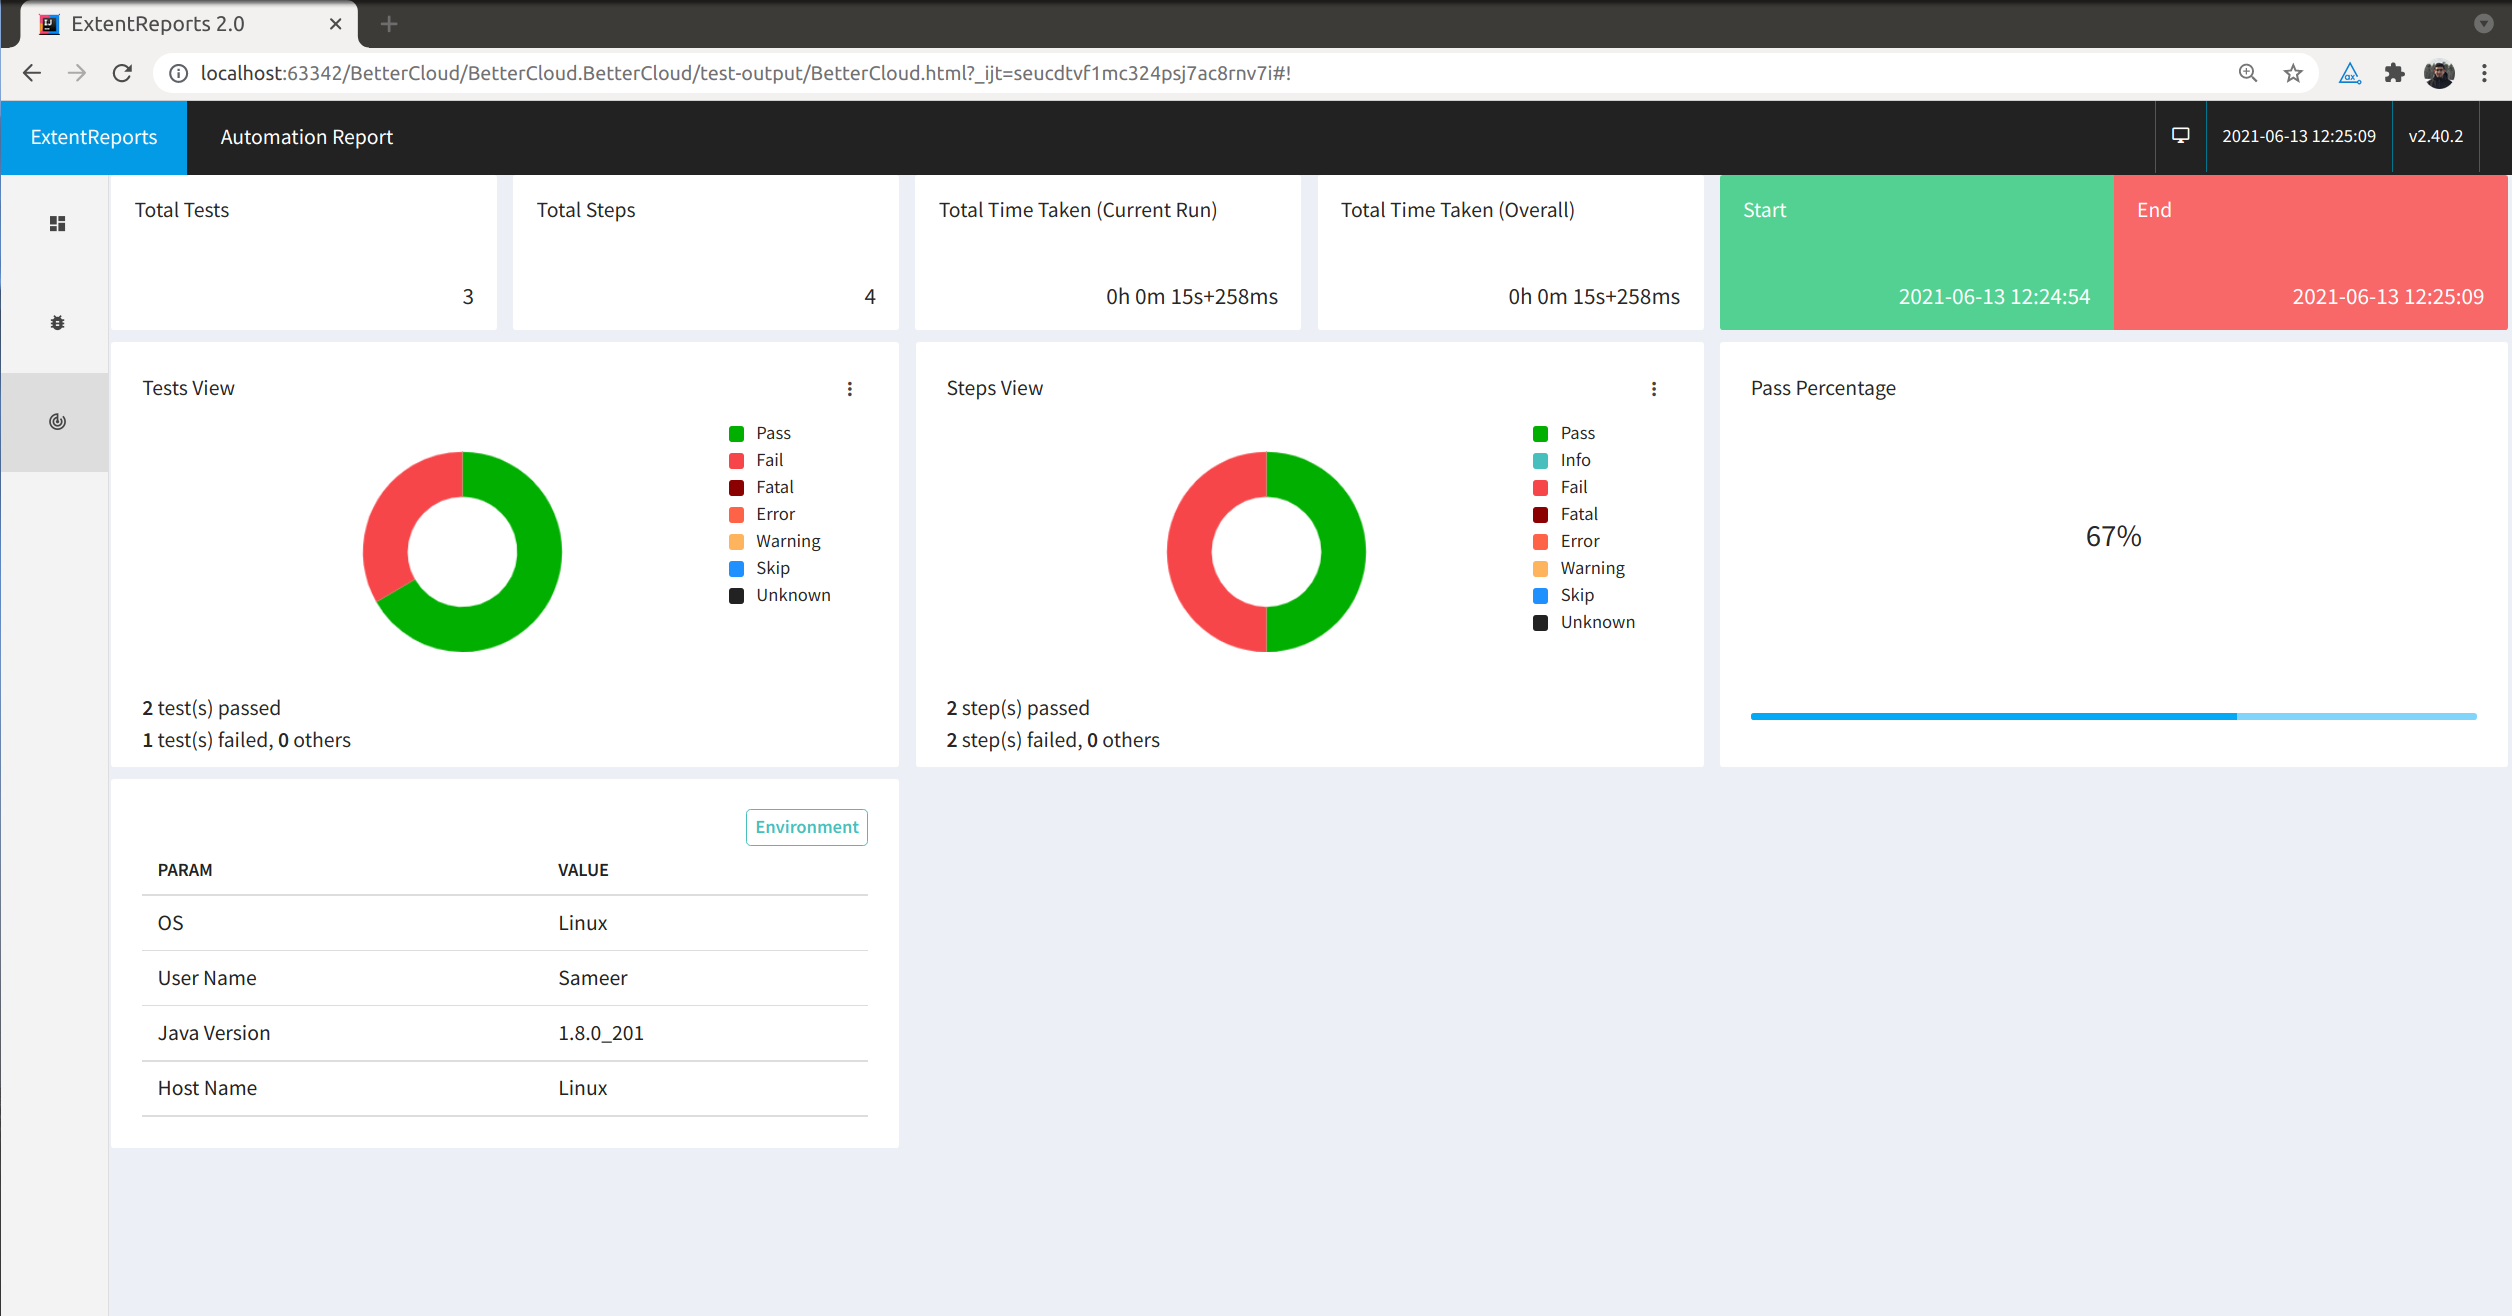 ExtentReports 2.0
localhost:63342/BetterCloud/BetterCloud.BetterCloud/test-output/BetterCloud.html?_ijt=seucdtvf1mc324psj7ac8rnv7i#!
ExtentReports Automation Report 2021-06-13 12:25:09 v2.40.2
Total Tests
3
Total Steps
4
Total Time Taken (Current Run)
0h 0m 15s+258ms
Total Time Taken (Overall)
0h 0m 15s+258ms
Start
2021-06-13 12:24:54
End
2021-06-13 12:25:09
Tests View
Pass
Fail
Fatal
Error
Warning
Skip
Unknown
2 test(s) passed
1 test(s) failed, 0 others
Steps View
Pass
Info
Fail
Fatal
Error
Warning
Skip
Unknown
2 step(s) passed
2 step(s) failed, 0 others
Pass Percentage
67%
Environment
PARAM VALUE
OS Linux
User Name Sameer
Java Version 1.8.0_201
Host Name Linux